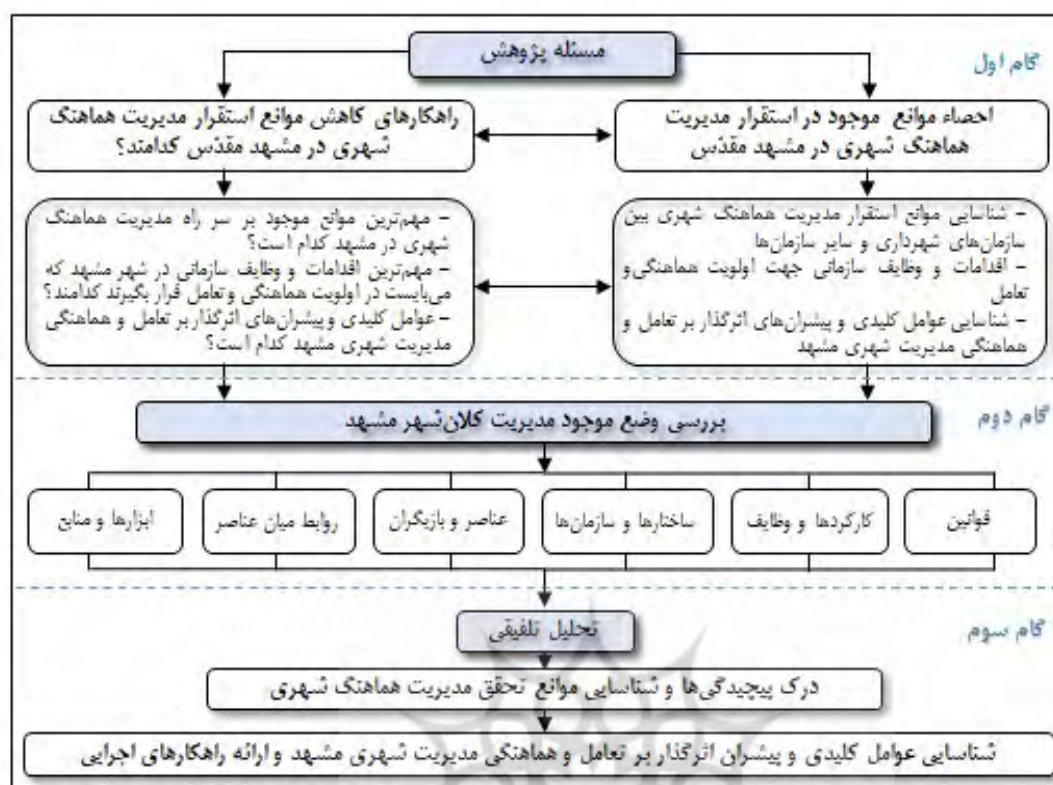 گام اول
مسئله پژوهش
احصاء موانع موجود در استقرار مدیریت
هماهنگ شهری در مشهد مقدس
راهکارهای کاهش موانع استقرار مدیریت هماهنگ
شهری در مشهد مقدّس کدامند؟
– شناسایی موانع استقرار مدیریت هماهنگ شهری بین
سازمان‌های شهرداری و سایر سازمان‌ها
– اقدامات و وظایف سازمانی جهت اولویت هماهنگی‌و
تعامل
– شناسایی عوامل کلیدی و پیشران‌های اثرگذار بر تعامل و
هماهنگی مدیریت شهری مشهد
– مهم‌ترین موانع موجود بر سر راه مدیریت هماهنگ
شهری در مشهد کدام است؟
– مهم‌ترین اقدامات و وظایف سازمانی در شهر مشهد که
می‌بایست در اولویت هماهنگی و تعامل قرار بگیرند کدامند؟
– عوامل کلیدی و پیشران‌های اثرگذار بر تعامل و هماهنگی
مدیریت شهری مشهد کدام است؟
گام دوم
بررسی وضع موجود مدیریت کلان‌شهر مشهد
قوانین
کارکردها و وظایف
ساختارها و سازمان‌ها
عناصر و بازیگران
روابط میان عناصر
ابزارها و منابع
گام سوم
تحلیل تلفیقی
درک پیچیدگی‌ها و شناسایی موانع تحقق مدیریت هماهنگ شهری
شناسایی عوامل کلیدی و پیشران اثرگذار بر تعامل و هماهنگی مدیریت شهری مشهد و ارائه راهکارهای اجرایی